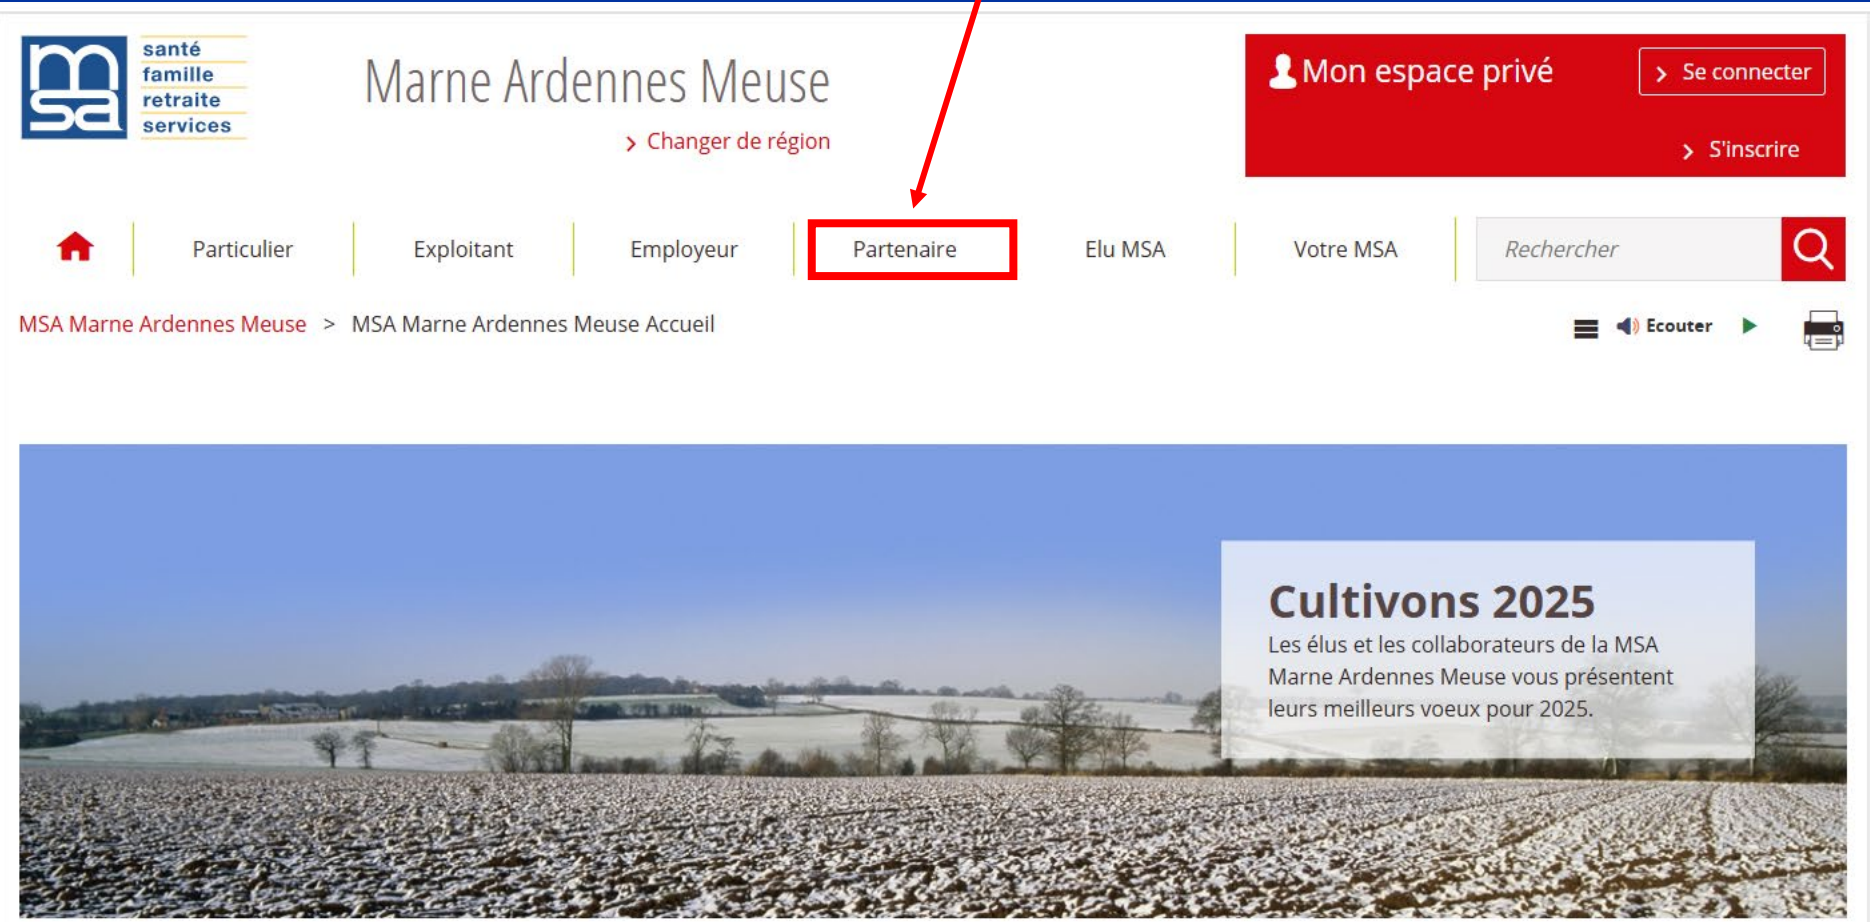 msa
santé
famille
retraite
services
Marne Ardennes Meuse
Changer de région
Mon espace privé
Se connecter
S'inscrire
Particulier
Exploitant
Employeur
Partenaire
Elu MSA
Votre MSA
Rechercher
MSA Marne Ardennes Meuse > MSA Marne Ardennes Meuse Accueil
Ecouter
Cultivons 2025
Les élus et les collaborateurs de la MSA
Marne Ardennes Meuse vous présentent
leurs meilleurs voeux pour 2025.